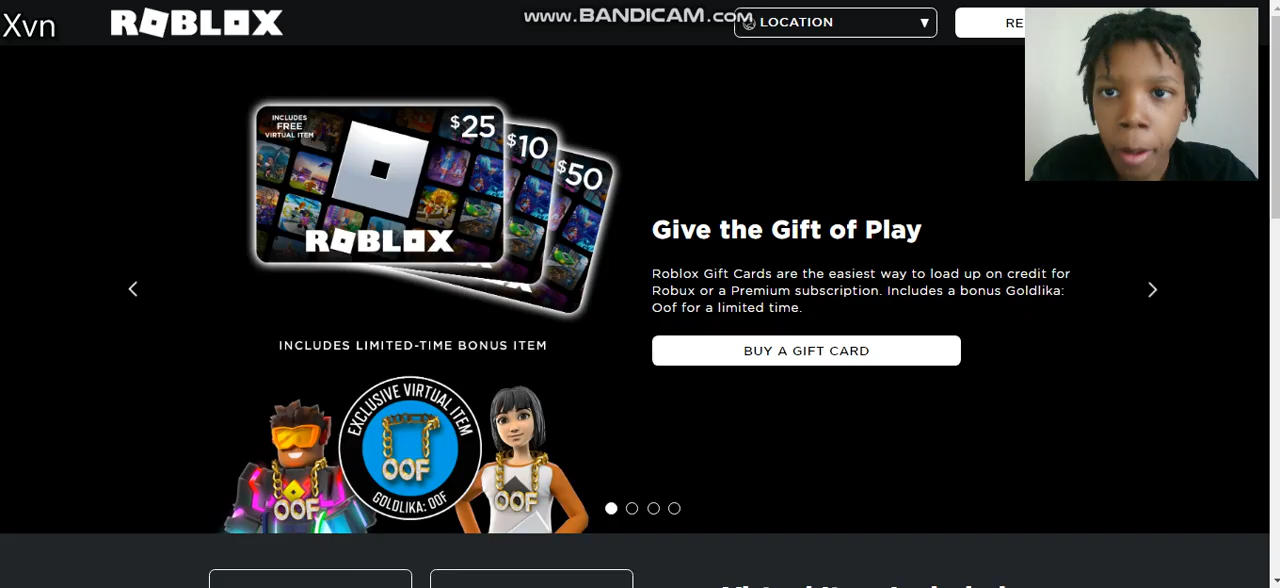 Xvn
ROBLOX
www.BANDICAM.com
LOCATION ▼
RE
INCLUDES
FREE
VIRTUAL ITEM
$25
$10
$50
ROBLOX
Give the Gift of Play
Roblox Gift Cards are the easiest way to load up on credit for
Robux or a Premium subscription. Includes a bonus Goldlika:
Oof for a limited time.
BUY A GIFT CARD
INCLUDES LIMITED-TIME BONUS ITEM
EXCLUSIVE VIRTUAL ITEM
OOF
GOLDLIKA: OOF
OOF
OOF